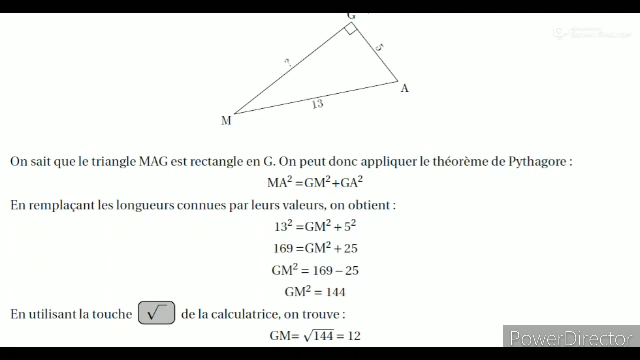 G
?
5
A
13
M
On sait que le triangle MAG est rectangle en G. On peut donc appliquer le théorème de Pythagore :
MA² =GM²+GA²
En remplaçant les longueurs connues par leurs valeurs, on obtient :
13² =GM² + 5²
169 =GM² + 25
GM² = 169 − 25
GM² = 144
En utilisant la touche √ de la calculatrice, on trouve :
GM= √144 = 12
PowerDirector